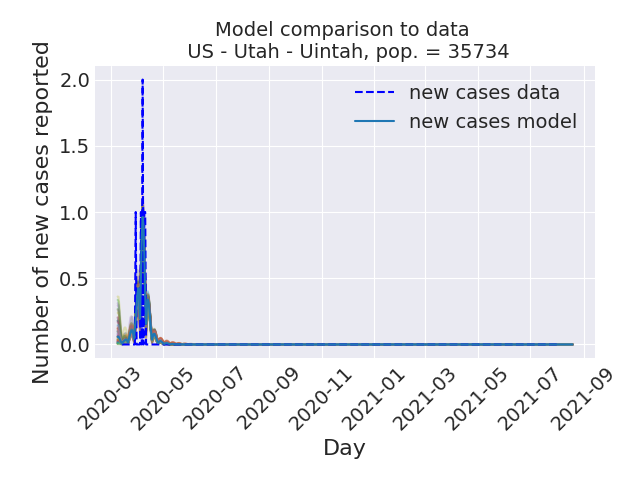 Model comparison to data
US - Utah - Uintah, pop. = 35734
new cases data
new cases model
Number of new cases reported
2.0
1.5
1.0
0.5
0.0
2020-03
2020-05
2020-07
2020-09
2020-11
2021-01
2021-03
2021-05
2021-07
2021-09
Day